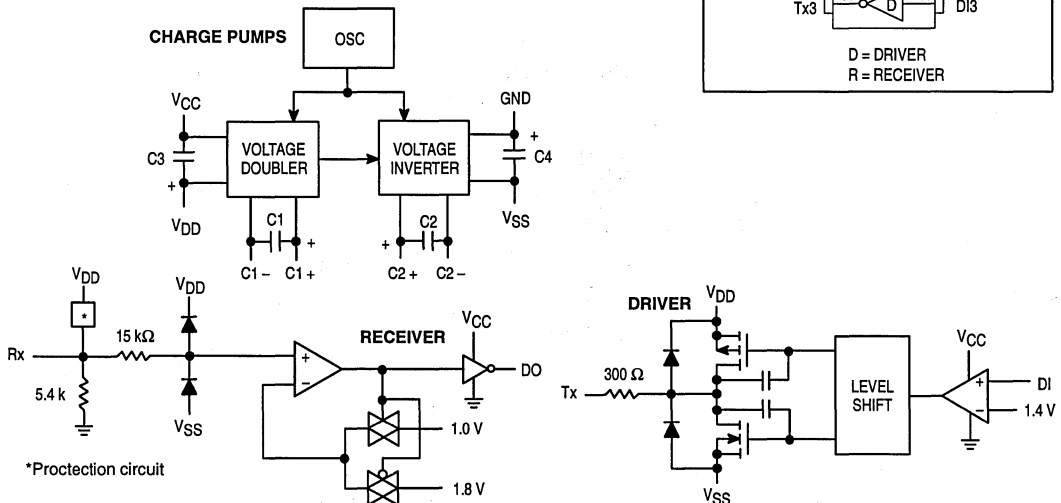 Tx3
D
DI3
D = DRIVER
R = RECEIVER
CHARGE PUMPS
OSC
VCC
C3
+
VDD
VOLTAGE
DOUBLER
C1
+
C1 –
C1 +
VOLTAGE
INVERTER
C2
+
C2 +
C2 –
GND
+
C4
VSS
VDD
*
Rx
15 kΩ
5.4 k
VDD
VSS
*Proctection circuit
RECEIVER
+
–
VCC
DO
1.0 V
1.8 V
DRIVER
VDD
Tx
300 Ω
VSS
LEVEL
SHIFT
VCC
+
–
DI
1.4 V